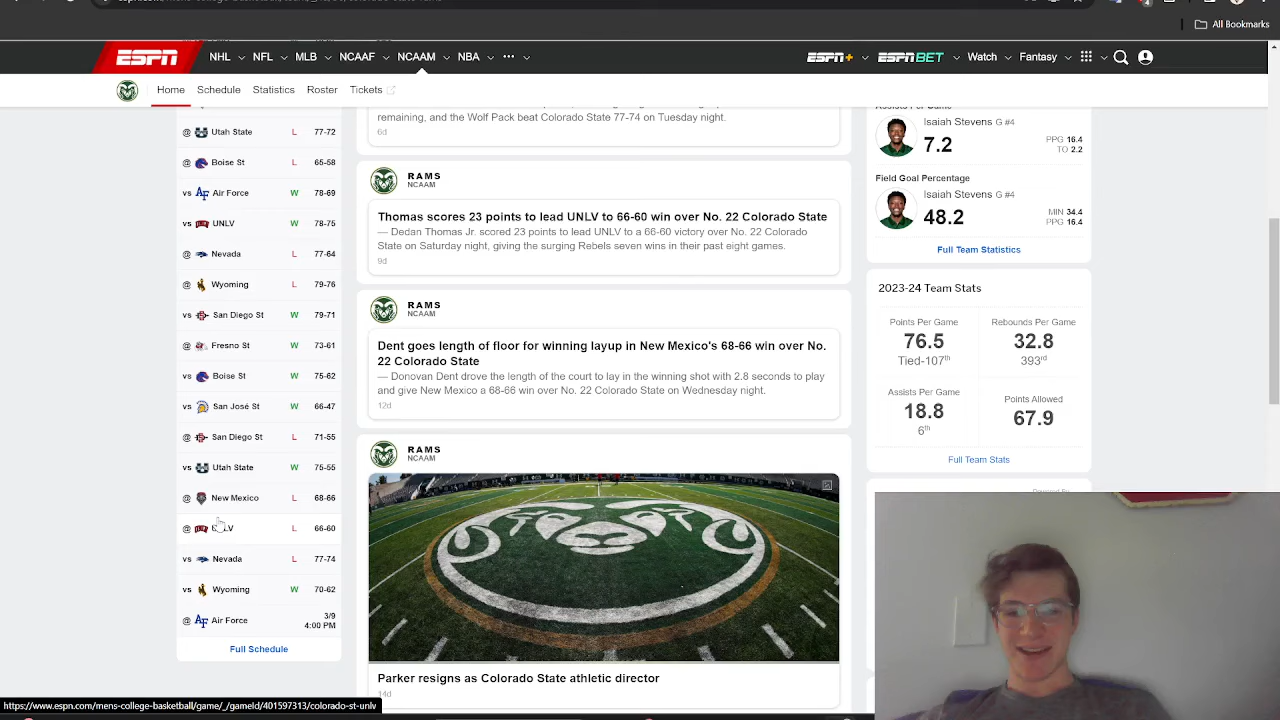 All Bookmarks
ESPN NHL NFL MLB NCAAF NCAAM NBA ESPN+ ESPN BET Watch Fantasy
Home Schedule Statistics Roster Tickets
@ Utah State L 77-72
@ Boise St L 65-58
vs Air Force W 78-69
vs UNLV W 78-75
@ Nevada L 77-64
@ Wyoming L 79-76
vs San Diego St W 79-71
@ Fresno St W 73-61
vs Boise St W 75-62
vs San José St W 66-47
@ San Diego St L 71-55
vs Utah State W 75-55
@ New Mexico L 68-66
@ L 66-60
vs Nevada L 77-74
vs Wyoming W 70-62
@ Air Force 3/9
4:00 PM
Full Schedule
remaining, and the Wolf Pack beat Colorado State 77-74 on Tuesday night.
6d
RAMS
NCAAM
Thomas scores 23 points to lead UNLV to 66-60 win over No. 22 Colorado State
— Dedan Thomas Jr. scored 23 points to lead UNLV to a 66-60 victory over No. 22 Colorado
State on Saturday night, giving the surging Rebels seven wins in their past eight games.
9d
RAMS
NCAAM
Dent goes length of floor for winning layup in New Mexico's 68-66 win over No.
22 Colorado State
— Donovan Dent drove the length of the court to lay in the winning shot with 2.8 seconds to play
and give New Mexico a 68-66 win over No. 22 Colorado State on Wednesday night.
12d
RAMS
NCAAM
Parker resigns as Colorado State athletic director
14d
Assists Per Game
Isaiah Stevens G #4
7.2
PPG 16.4
TO 2.2
Field Goal Percentage
Isaiah Stevens G #4
48.2
MIN 34.4
PPG 16.4
Full Team Statistics
2023-24 Team Stats
Points Per Game
76.5
Tied-107th
Rebounds Per Game
32.8
393rd
Assists Per Game
18.8
6th
Points Allowed
67.9
Full Team Stats
https://www.espn.com/mens-college-basketball/game/_/gameId/401597313/colorado-st-unlv